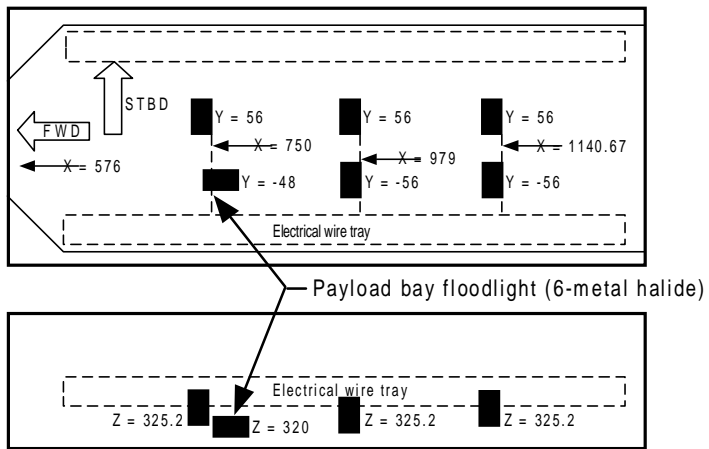 STBD
FWD
X = 576
Y = 56
Y = 56
Y = 56
X = 750
X = 979
X = 1140.67
Y = -48
Y = -56
Y = -56
Electrical wire tray
Payload bay floodlight (6-metal halide)
Electrical wire tray
Z = 325.2
Z = 320
Z = 325.2
Z = 325.2